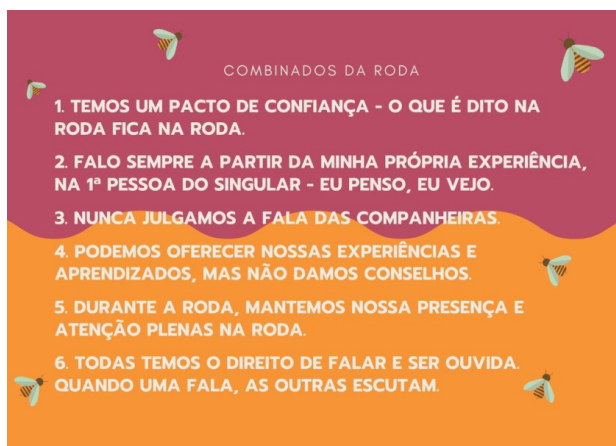 COMBINADOS DA RODA
1. TEMOS UM PACTO DE CONFIANÇA - O QUE É DITO NA
RODA FICA NA RODA.
2. FALO SEMPRE A PARTIR DA MINHA PRÓPRIA EXPERIÊNCIA,
NA 1ª PESSOA DO SINGULAR - EU PENSO, EU VEJO.
3. NUNCA JULGAMOS A FALA DAS COMPANHEIRAS.
4. PODEMOS OFERECER NOSSAS EXPERIÊNCIAS E
APRENDIZADOS, MAS NÃO DAMOS CONSELHOS.
5. DURANTE A RODA, MANTEMOS NOSSA PRESENÇA E
ATENÇÃO PLENAS NA RODA.
6. TODAS TEMOS O DIREITO DE FALAR E SER OUVIDA.
QUANDO UMA FALA, AS OUTRAS ESCUTAM.